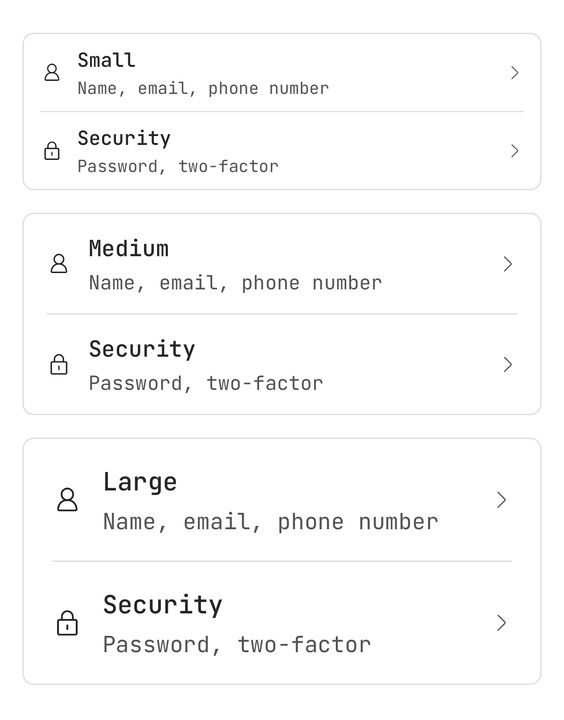 Small
Name, email, phone number
Security
Password, two-factor
Medium
Name, email, phone number
Security
Password, two-factor
Large
Name, email, phone number
Security
Password, two-factor